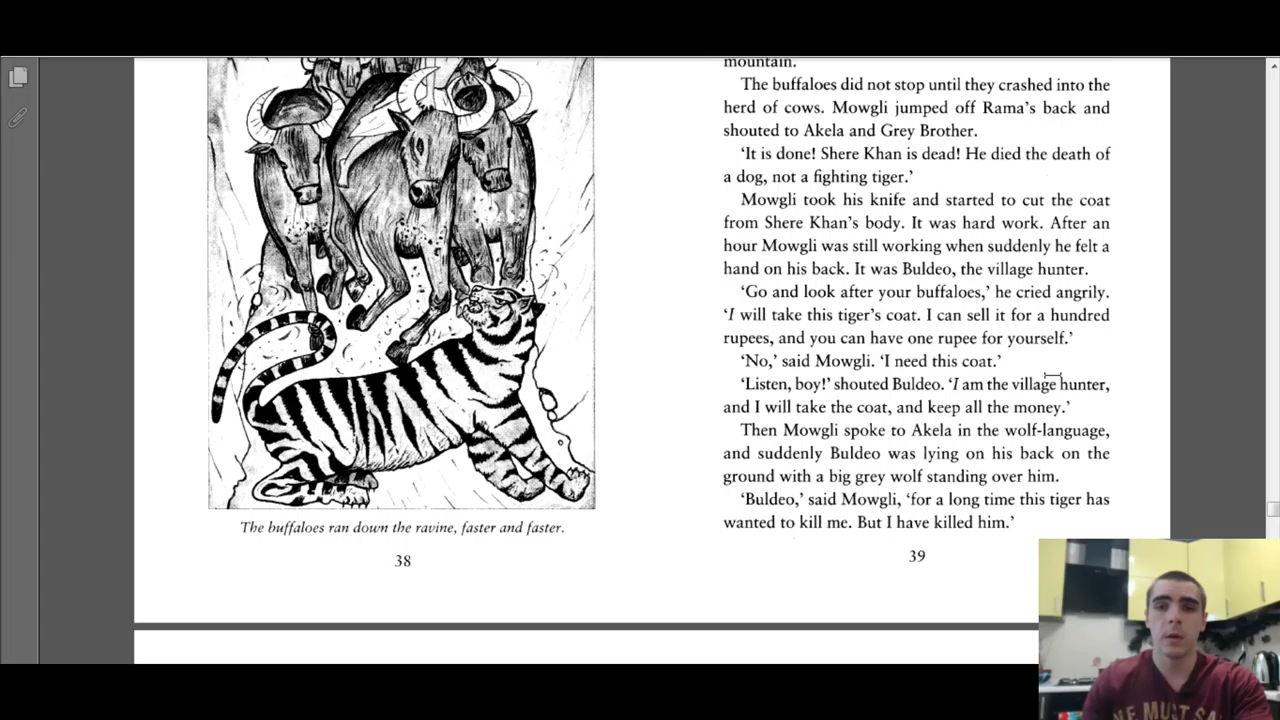 The buffaloes ran down the ravine, faster and faster.
38
mountain.
The buffaloes did not stop until they crashed into the
herd of cows. Mowgli jumped off Rama’s back and
shouted to Akela and Grey Brother.
‘It is done! Shere Khan is dead! He died the death of
a dog, not a fighting tiger.’
Mowgli took his knife and started to cut the coat
from Shere Khan’s body. It was hard work. After an
hour Mowgli was still working when suddenly he felt a
hand on his back. It was Buldeo, the village hunter.
‘Go and look after your buffaloes,’ he cried angrily.
‘I will take this tiger’s coat. I can sell it for a hundred
rupees, and you can have one rupee for yourself.’
‘No,’ said Mowgli. ‘I need this coat.’
‘Listen, boy!’ shouted Buldeo. ‘I am the village hunter,
and I will take the coat, and keep all the money.’
Then Mowgli spoke to Akela in the wolf-language,
and suddenly Buldeo was lying on his back on the
ground with a big grey wolf standing over him.
‘Buldeo,’ said Mowgli, ‘for a long time this tiger has
wanted to kill me. But I have killed him.’
39